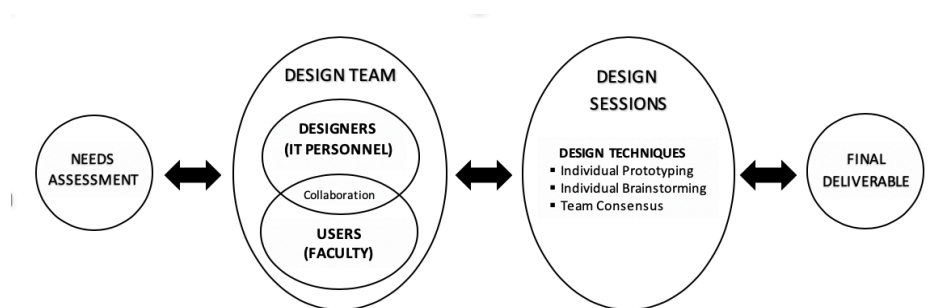 NEEDS
ASSESSMENT
DESIGN TEAM
DESIGNERS
(IT PERSONNEL)
Collaboration
USERS
(FACULTY)
DESIGN
SESSIONS
DESIGN TECHNIQUES
▪ Individual Prototyping
▪ Individual Brainstorming
▪ Team Consensus
FINAL
DELIVERABLE